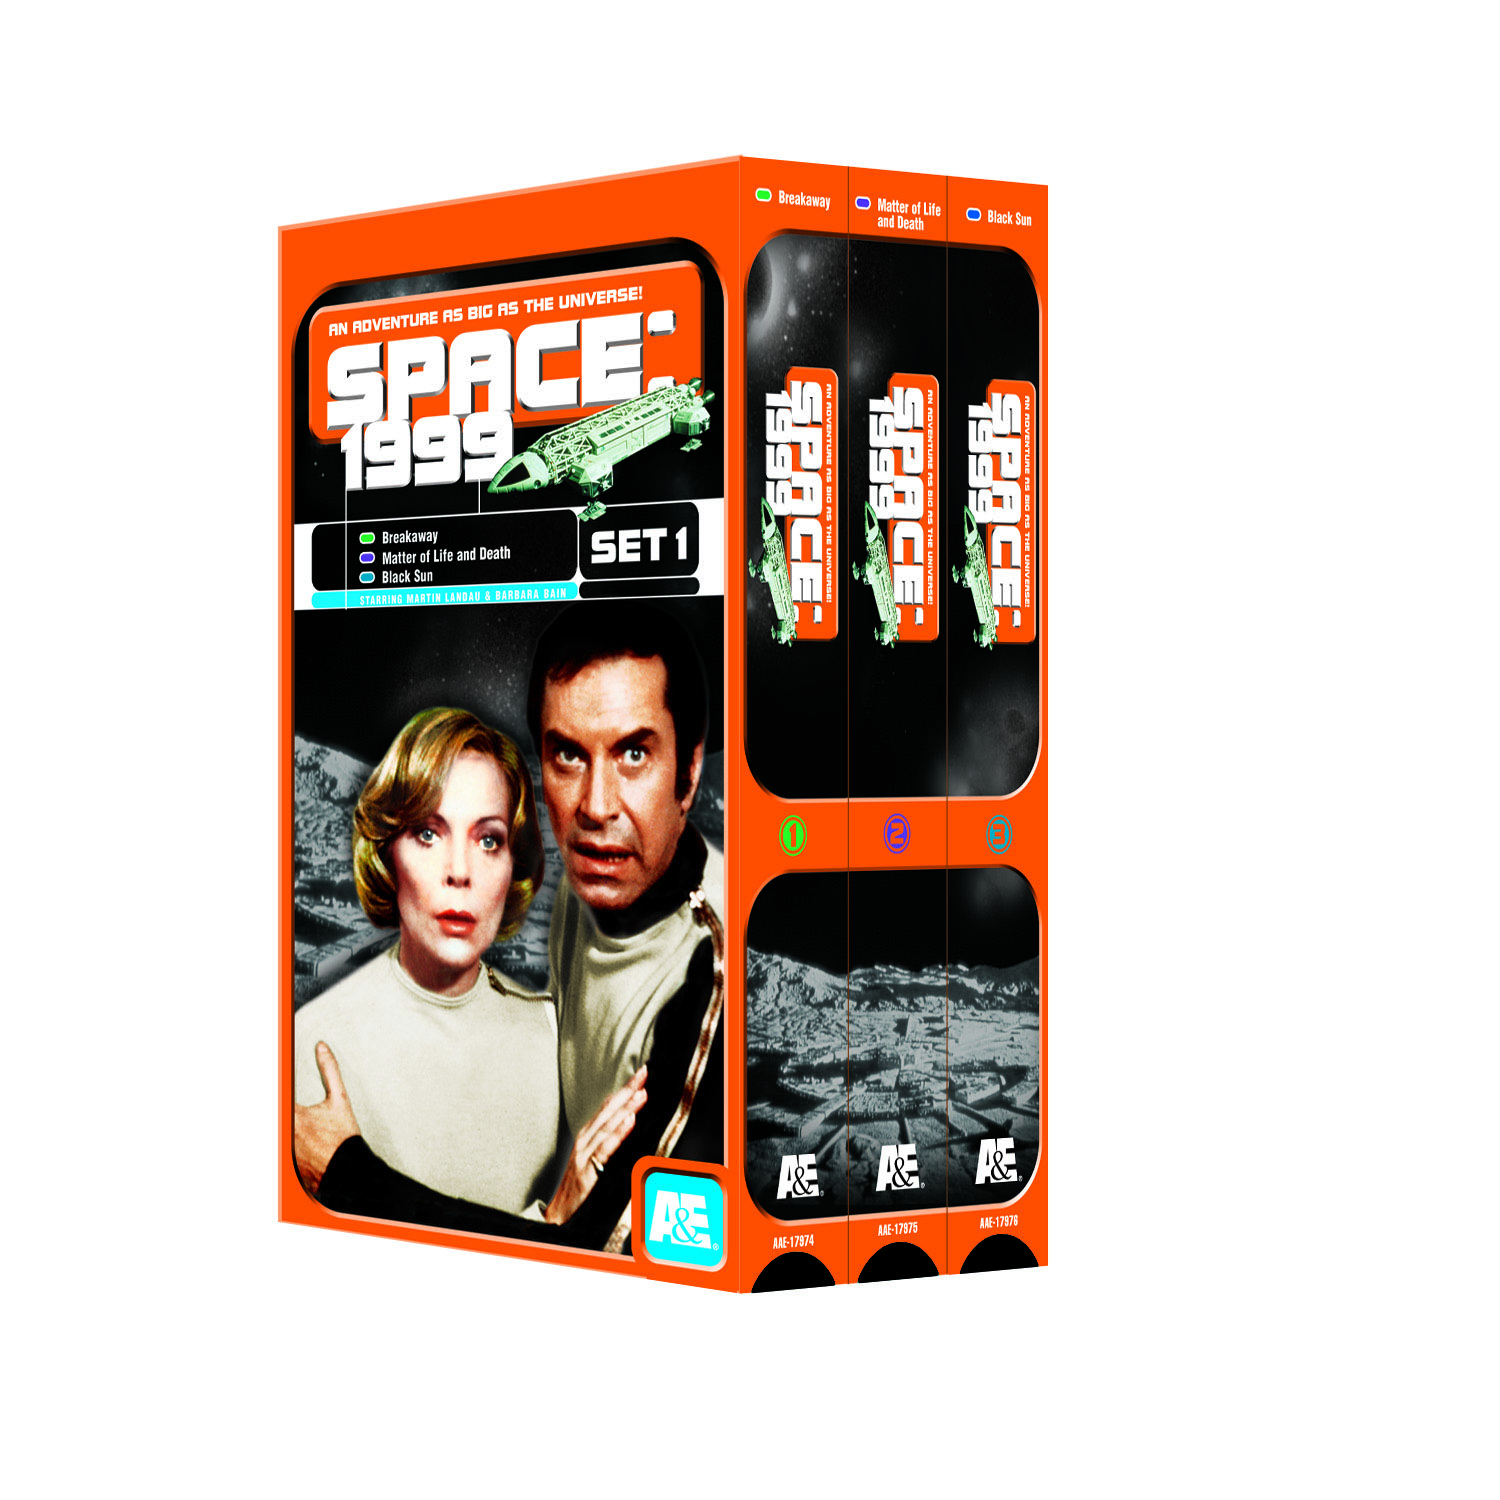 AN ADVENTURE AS BIG AS THE UNIVERSE!
SPACE:
1999
Breakaway
Matter of Life and Death
Black Sun
SET 1
STARRING MARTIN LANDAU & BARBARA BAIN
A&E®
Breakaway
AN ADVENTURE AS BIG AS THE UNIVERSE!
SPACE:
1999
1
A&E®
AAE-17974
Matter of Life
and Death
AN ADVENTURE AS BIG AS THE UNIVERSE!
SPACE:
1999
2
A&E®
AAE-17975
Black Sun
AN ADVENTURE AS BIG AS THE UNIVERSE!
SPACE:
1999
3
A&E®
AAE-17976